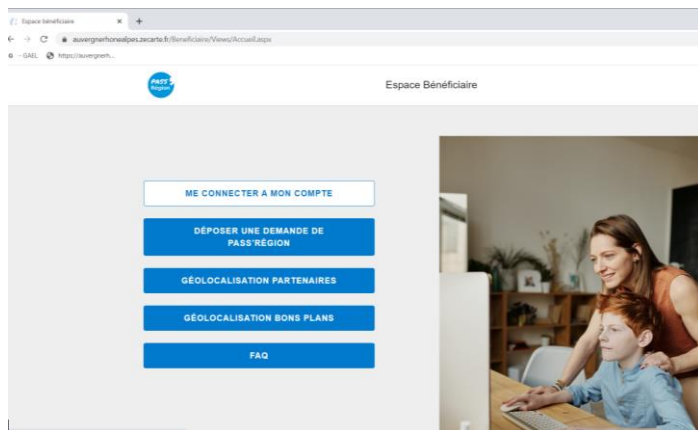 Espace bénéficiaire
auvergnerhonealpes.zecarte.fr/Beneficiaire/Views/Accueil.aspx
G - GAEL https://auvergnerh...
PASS'
Région
Espace Bénéficiaire
ME CONNECTER A MON COMPTE
DÉPOSER UNE DEMANDE DE
PASS'RÉGION
GÉOLOCALISATION PARTENAIRES
GÉOLOCALISATION BONS PLANS
FAQ